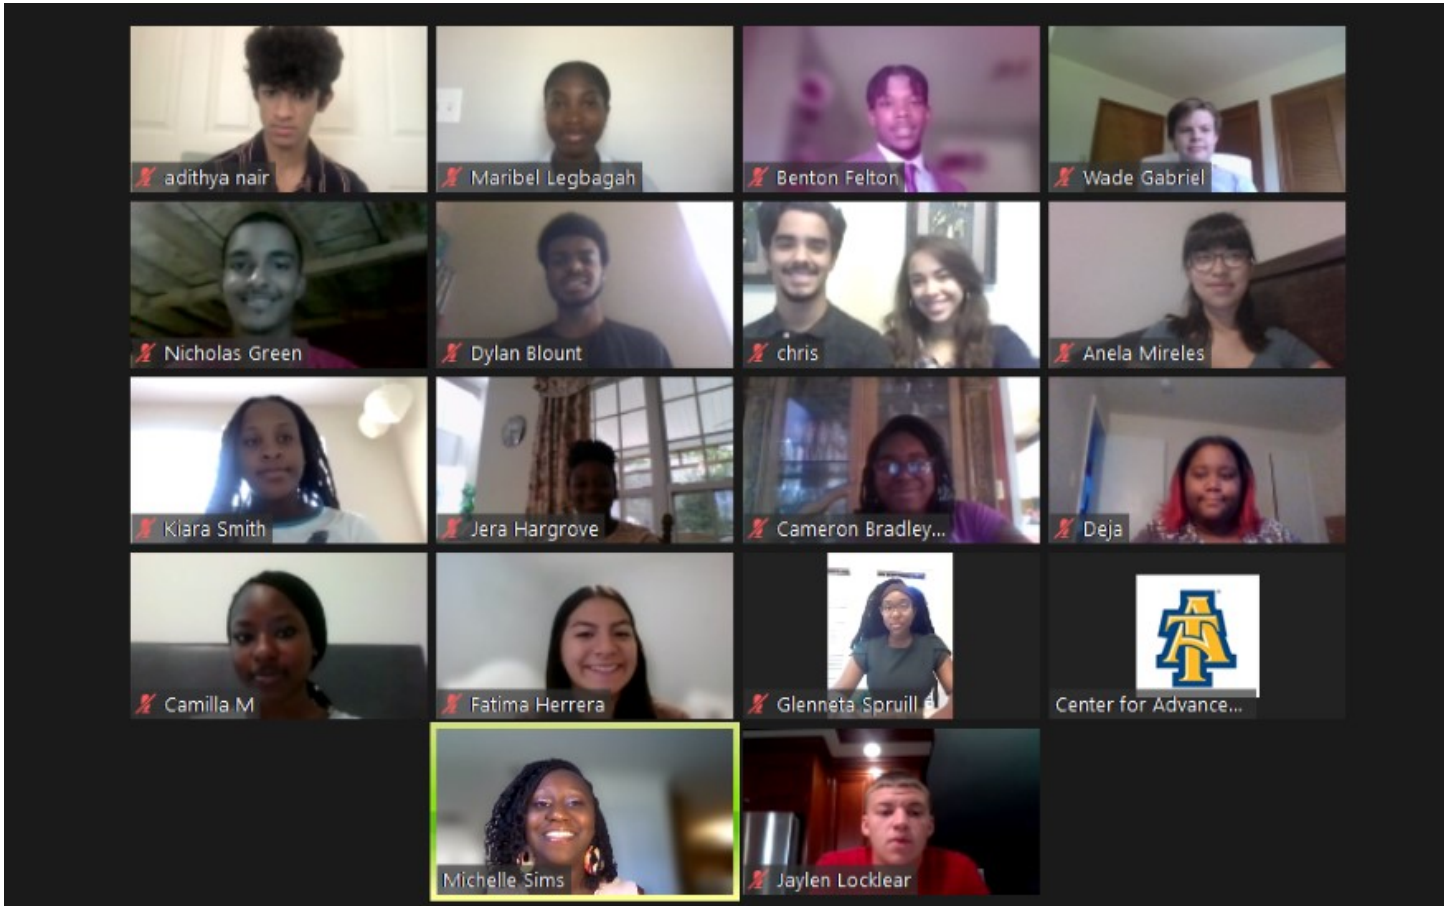 adithya nair
Maribel Legbagah
Benton Felton
Wade Gabriel
Nicholas Green
Dylan Blount
chris
Anela Mireles
Kiara Smith
Jera Hargrove
Cameron Bradley...
Deja
Camilla M
Fatima Herrera
Glenneta Spruill
AT
Center for Advance...
Michelle Sims
Jaylen Locklear